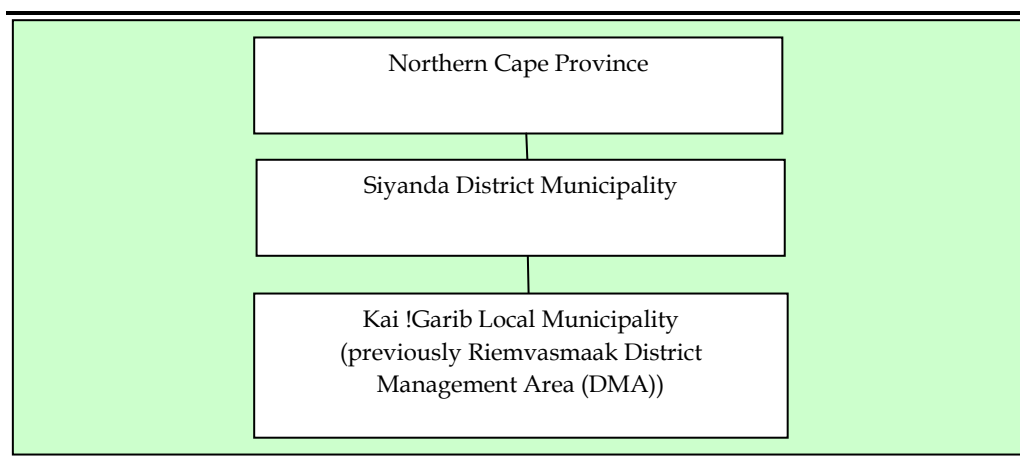 Northern Cape Province
Siyanda District Municipality
Kai !Garib Local Municipality
(previously Riemvasmaak District
Management Area (DMA))